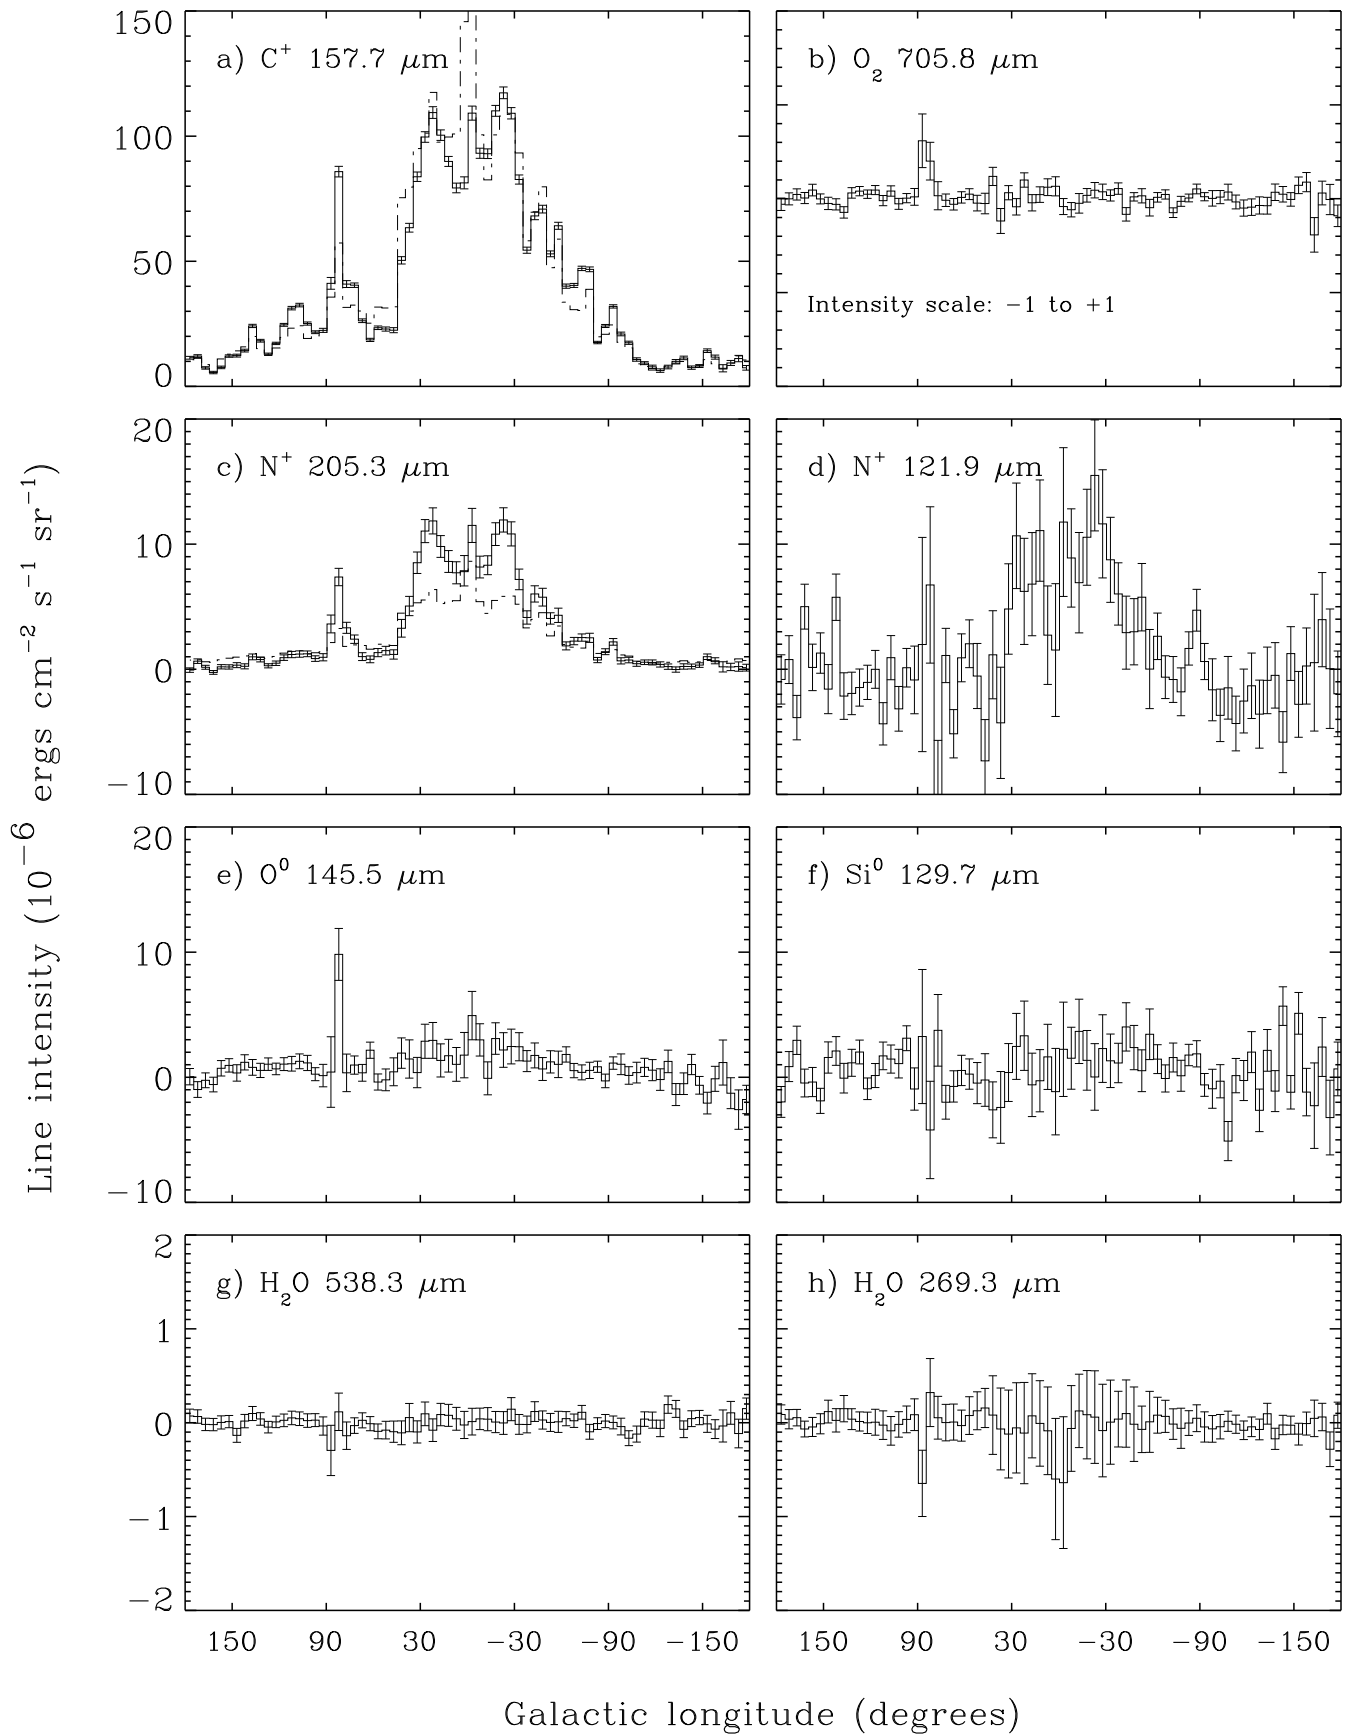 150
100
50
0
a) C⁺ 157.7 μm
b) O₂ 705.8 μm
Intensity scale: −1 to +1
20
10
0
−10
c) N⁺ 205.3 μm
d) N⁺ 121.9 μm
20
10
0
−10
e) O⁰ 145.5 μm
f) Si⁰ 129.7 μm
2
1
0
−1
−2
g) H₂O 538.3 μm
h) H₂O 269.3 μm
150 90 30 −30 −90 −150
150 90 30 −30 −90 −150
Line intensity (10⁻⁶ ergs cm⁻² s⁻¹ sr⁻¹)
Galactic longitude (degrees)